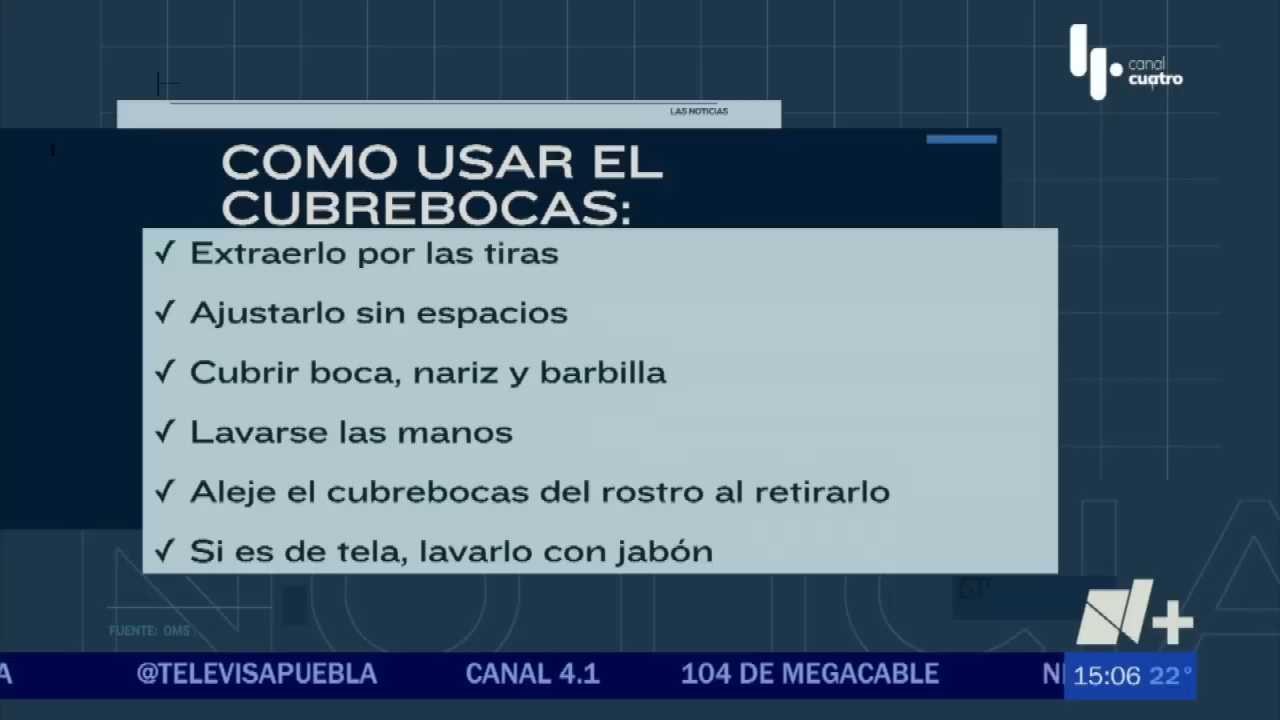 canal
cuatro
LAS NOTICIAS
COMO USAR EL
CUBREBOCAS:
✓ Extraerlo por las tiras
✓ Ajustarlo sin espacios
✓ Cubrir boca, nariz y barbilla
✓ Lavarse las manos
✓ Aleje el cubrebocas del rostro al retirarlo
✓ Si es de tela, lavarlo con jabón
NOTICIA
FUENTE: OMS
N+
A @TELEVISAPUEBLA CANAL 4.1 104 DE MEGACABLE
15:06 22°